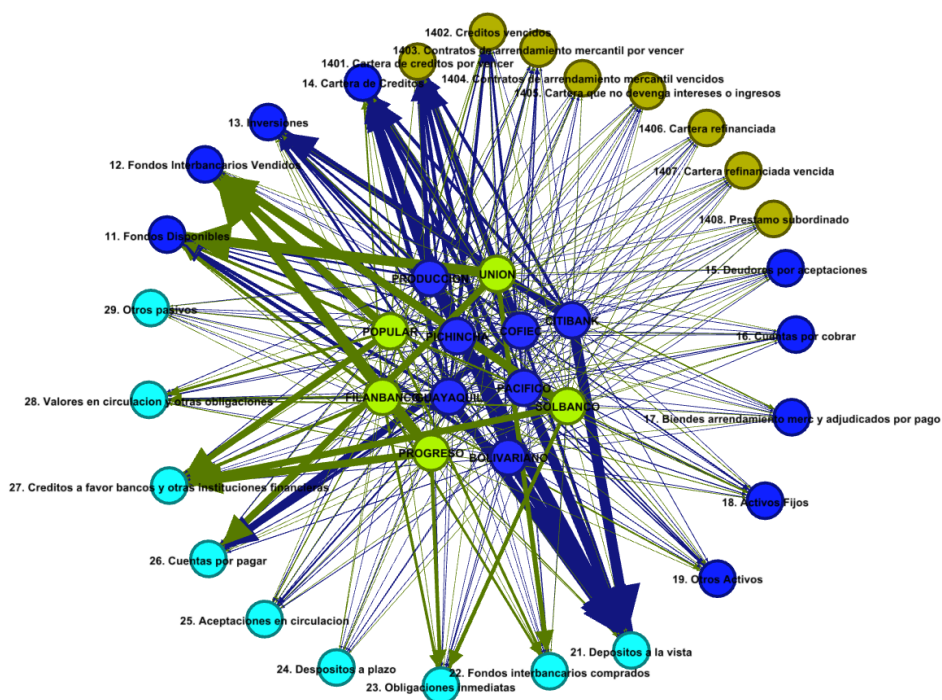 1402. Creditos vencidos
1403. Contratos de arrendamiento mercantil por vencer
1401. Cartera de creditos por vencer
1404. Contratos de arrendamiento mercantil vencidos
14. Cartera de Creditos
1405. Cartera que no devenga intereses o ingresos
13. Inversiones
1406. Cartera refinanciada
12. Fondos Interbancarios Vendidos
1407. Cartera refinanciada vencida
1408. Prestamo subordinado
11. Fondos Disponibles
15. Deudores por aceptaciones
PRODUCCION
UNION
29. Otros pasivos
CITIBANK
POPULAR
PICHINCHA
COFIEC
16. Cuentas por cobrar
PACIFICO
FILANBANCO
GUAYAQUIL
SOLBANCO
28. Valores en circulacion y otras obligaciones
17. Biendes arrendamiento merc y adjudicados por pago
PROGRESO
BOLIVARIANO
27. Creditos a favor bancos y otras instituciones financieras
18. Activos Fijos
26. Cuentas por pagar
19. Otros Activos
25. Aceptaciones en circulacion
21. Depositos a la vista
24. Despositos a plazo
22. Fondos interbancarios comprados
23. Obligaciones inmediatas